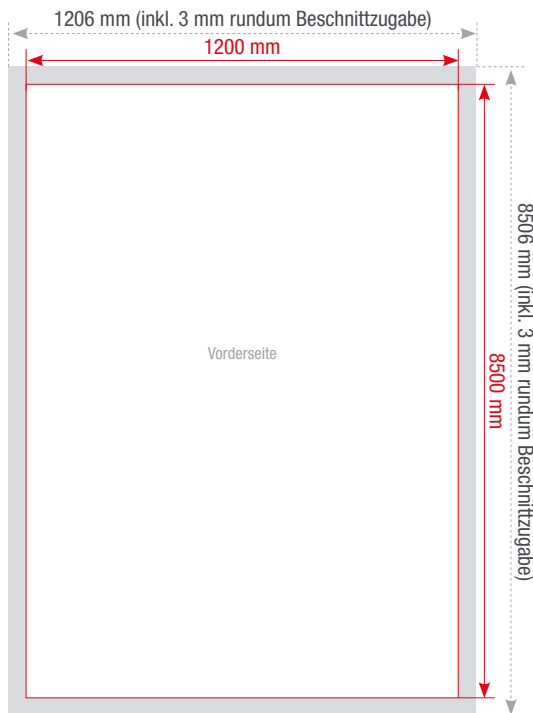 1206 mm (inkl. 3 mm rundum Beschnittzugabe)
1200 mm
Vorderseite
8500 mm
8506 mm (inkl. 3 mm rundum Beschnittzugabe)